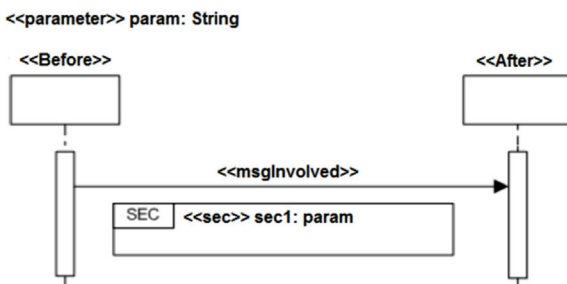 <<parameter>> param: String
<<Before>>
<<After>>
<<msgInvolved>>
SEC
<<sec>> sec1: param